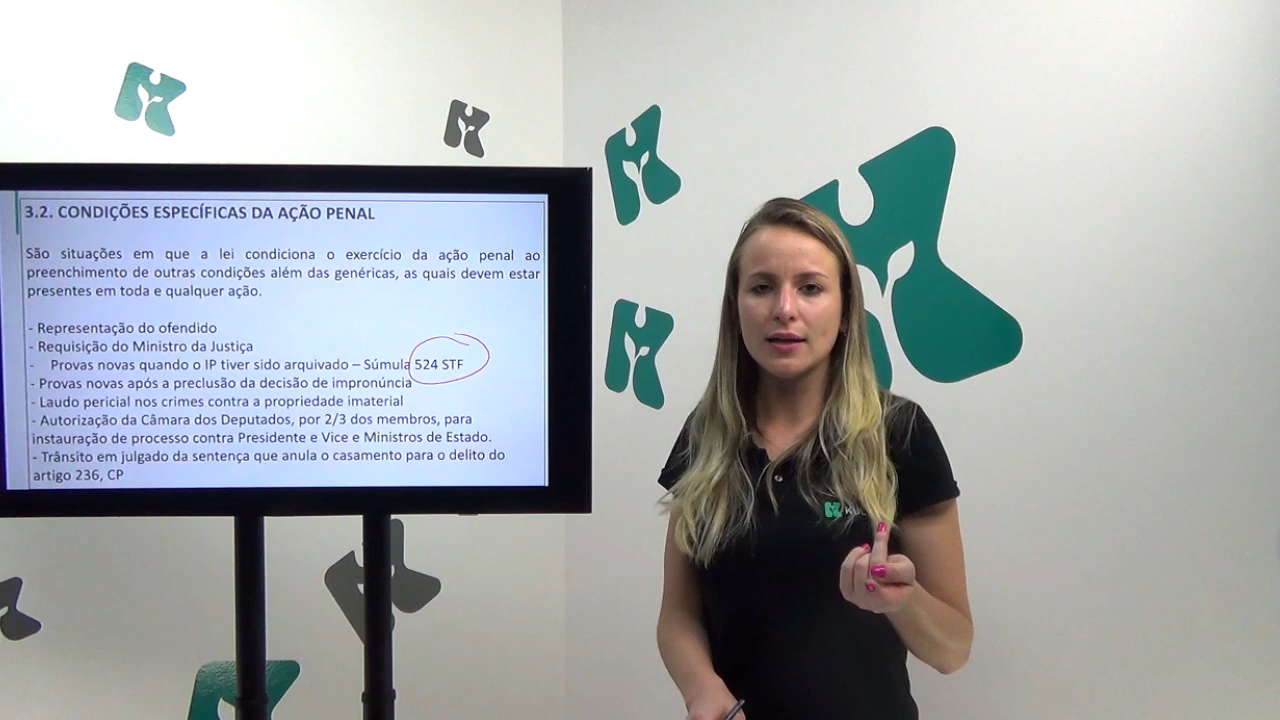 3.2. CONDIÇÕES ESPECÍFICAS DA AÇÃO PENAL
São situações em que a lei condiciona o exercício da ação penal ao
preenchimento de outras condições além das genéricas, as quais devem estar
presentes em toda e qualquer ação.
- Representação do ofendido
- Requisição do Ministro da Justiça
- Provas novas quando o IP tiver sido arquivado – Súmula 524 STF
- Provas novas após a preclusão da decisão de impronúncia
- Laudo pericial nos crimes contra a propriedade imaterial
- Autorização da Câmara dos Deputados, por 2/3 dos membros, para
instauração de processo contra Presidente e Vice e Ministros de Estado.
- Trânsito em julgado da sentença que anula o casamento para o delito do
artigo 236, CP